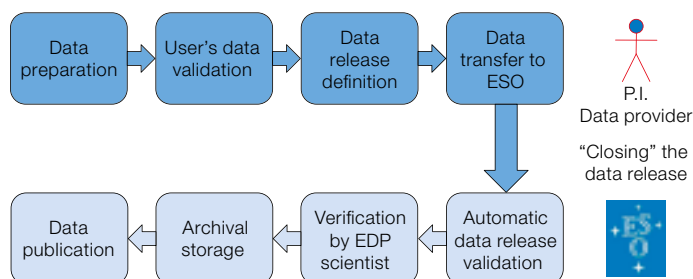 Data
preparation
User's data
validation
Data
release
definition
Data
transfer to
ESO
P.I.
Data provider
“Closing” the
data release
Data
publication
Archival
storage
Verification
by EDP
scientist
Automatic
data release
validation
ES
O